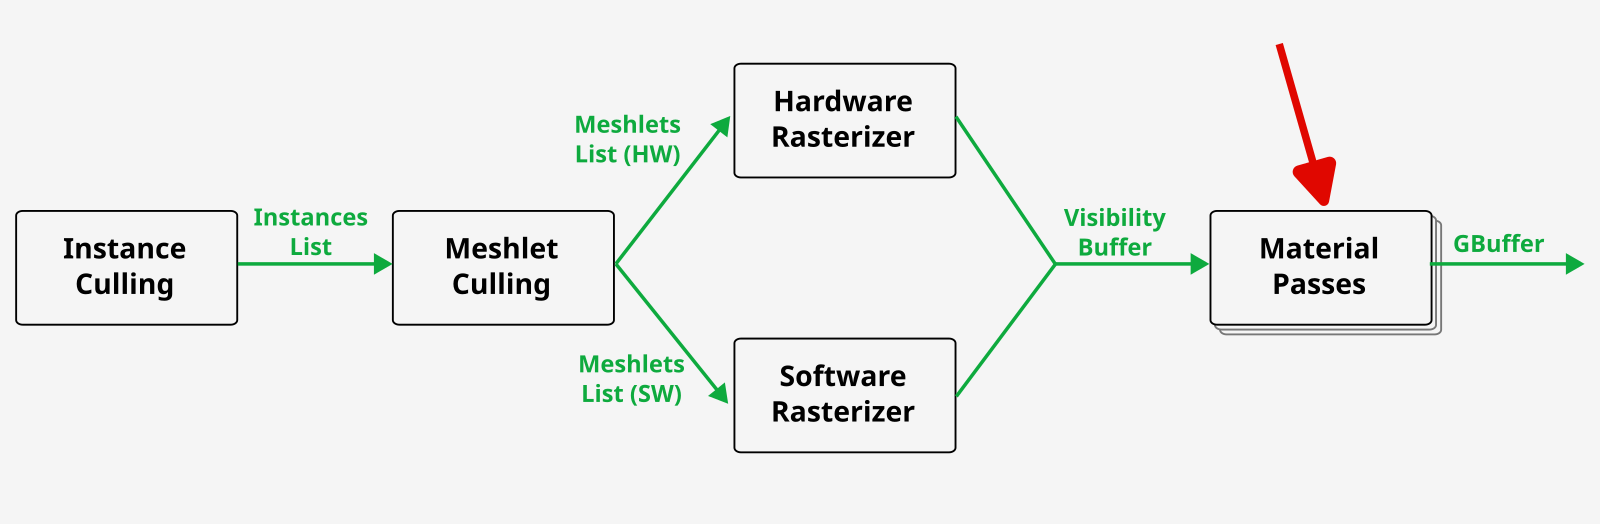 Instance
Culling
Instances
List
Meshlet
Culling
Meshlets
List (HW)
Meshlets
List (SW)
Hardware
Rasterizer
Software
Rasterizer
Visibility
Buffer
Material
Passes
GBuffer